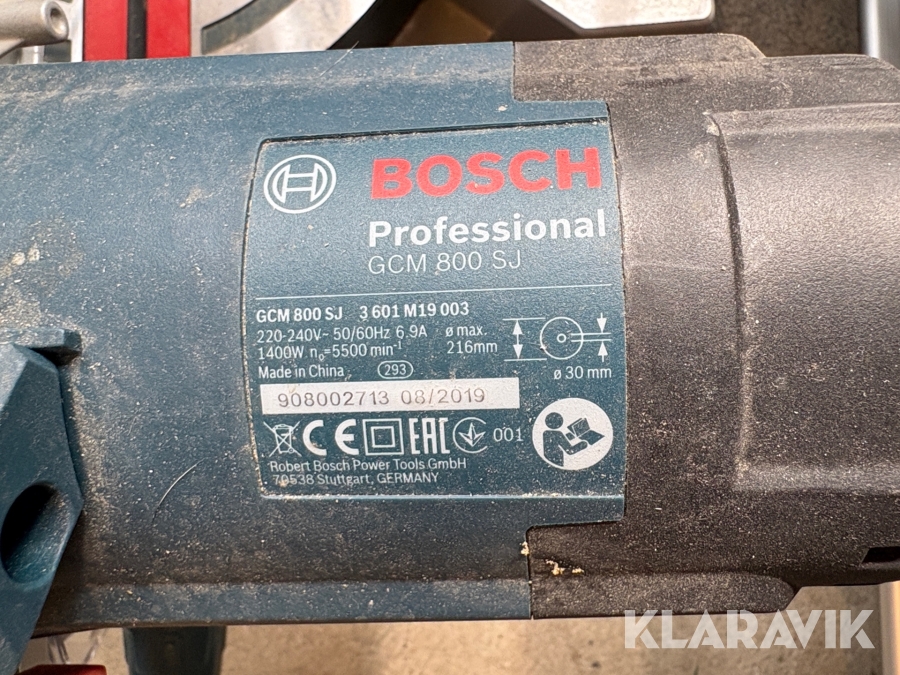 BOSCH
Professional
GCM 800 SJ
GCM 800 SJ 3 601 M19 003
220-240V~ 50/60Hz 6.9A
1400W n₀=5500 min⁻¹
Made in China 293
ø max.
216mm
ø 30 mm
908002713 08/2019
CE EAC 001
Robert Bosch Power Tools GmbH
70538 Stuttgart, GERMANY
KLARAVIK